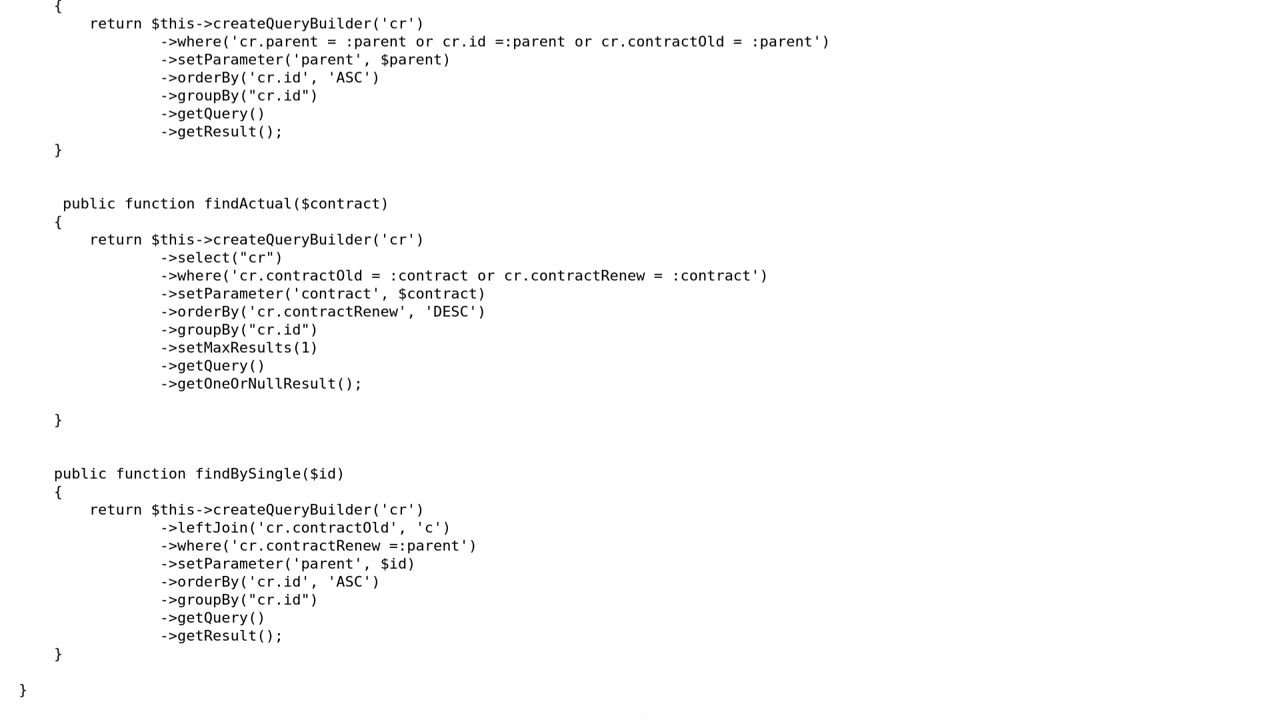 {
return $this->createQueryBuilder('cr')
->where('cr.parent = :parent or cr.id =:parent or cr.contractOld = :parent')
->setParameter('parent', $parent)
->orderBy('cr.id', 'ASC')
->groupBy("cr.id")
->getQuery()
->getResult();
}
public function findActual($contract)
{
return $this->createQueryBuilder('cr')
->select("cr")
->where('cr.contractOld = :contract or cr.contractRenew = :contract')
->setParameter('contract', $contract)
->orderBy('cr.contractRenew', 'DESC')
->groupBy("cr.id")
->setMaxResults(1)
->getQuery()
->getOneOrNullResult();
}
public function findBySingle($id)
{
return $this->createQueryBuilder('cr')
->leftJoin('cr.contractOld', 'c')
->where('cr.contractRenew =:parent')
->setParameter('parent', $id)
->orderBy('cr.id', 'ASC')
->groupBy("cr.id")
->getQuery()
->getResult();
}
}